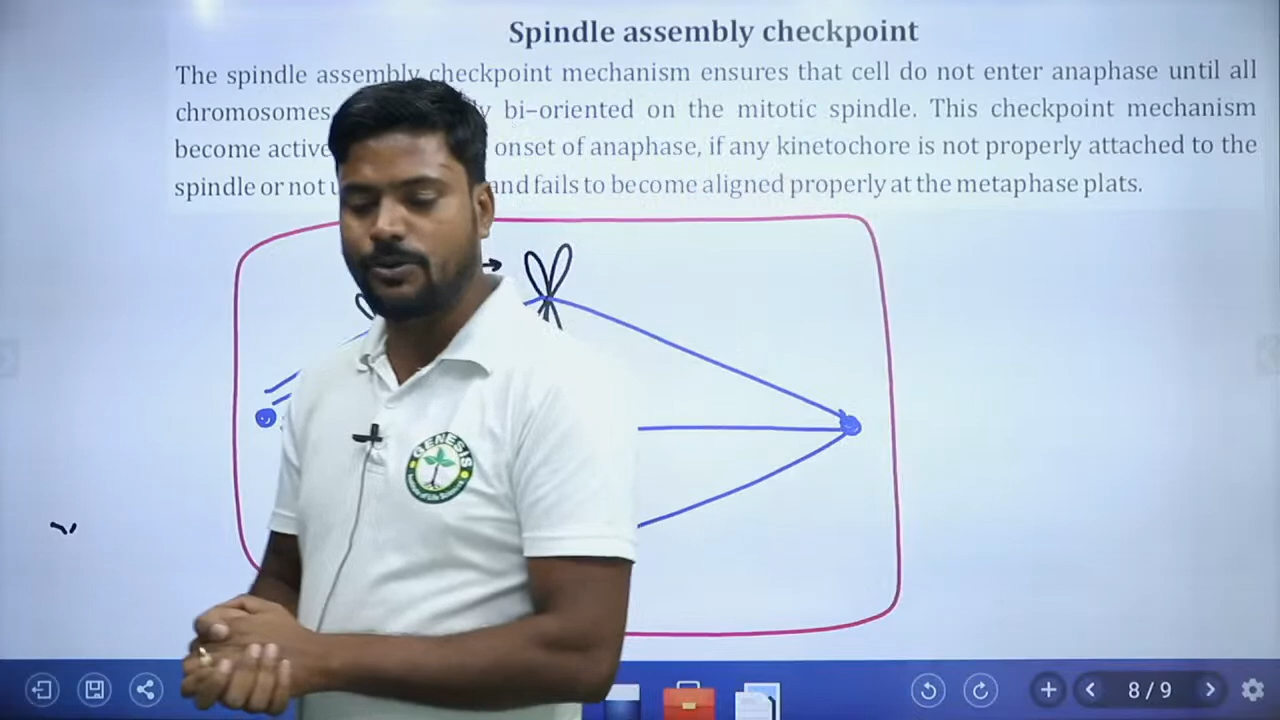 Spindle assembly checkpoint
The spindle assembly checkpoint mechanism ensures that cell do not enter anaphase until all
chromosomes bi–oriented on the mitotic spindle. This checkpoint mechanism
become active onset of anaphase, if any kinetochore is not properly attached to the
spindle or not and fails to become aligned properly at the metaphase plats.
GENESIS
8 / 9